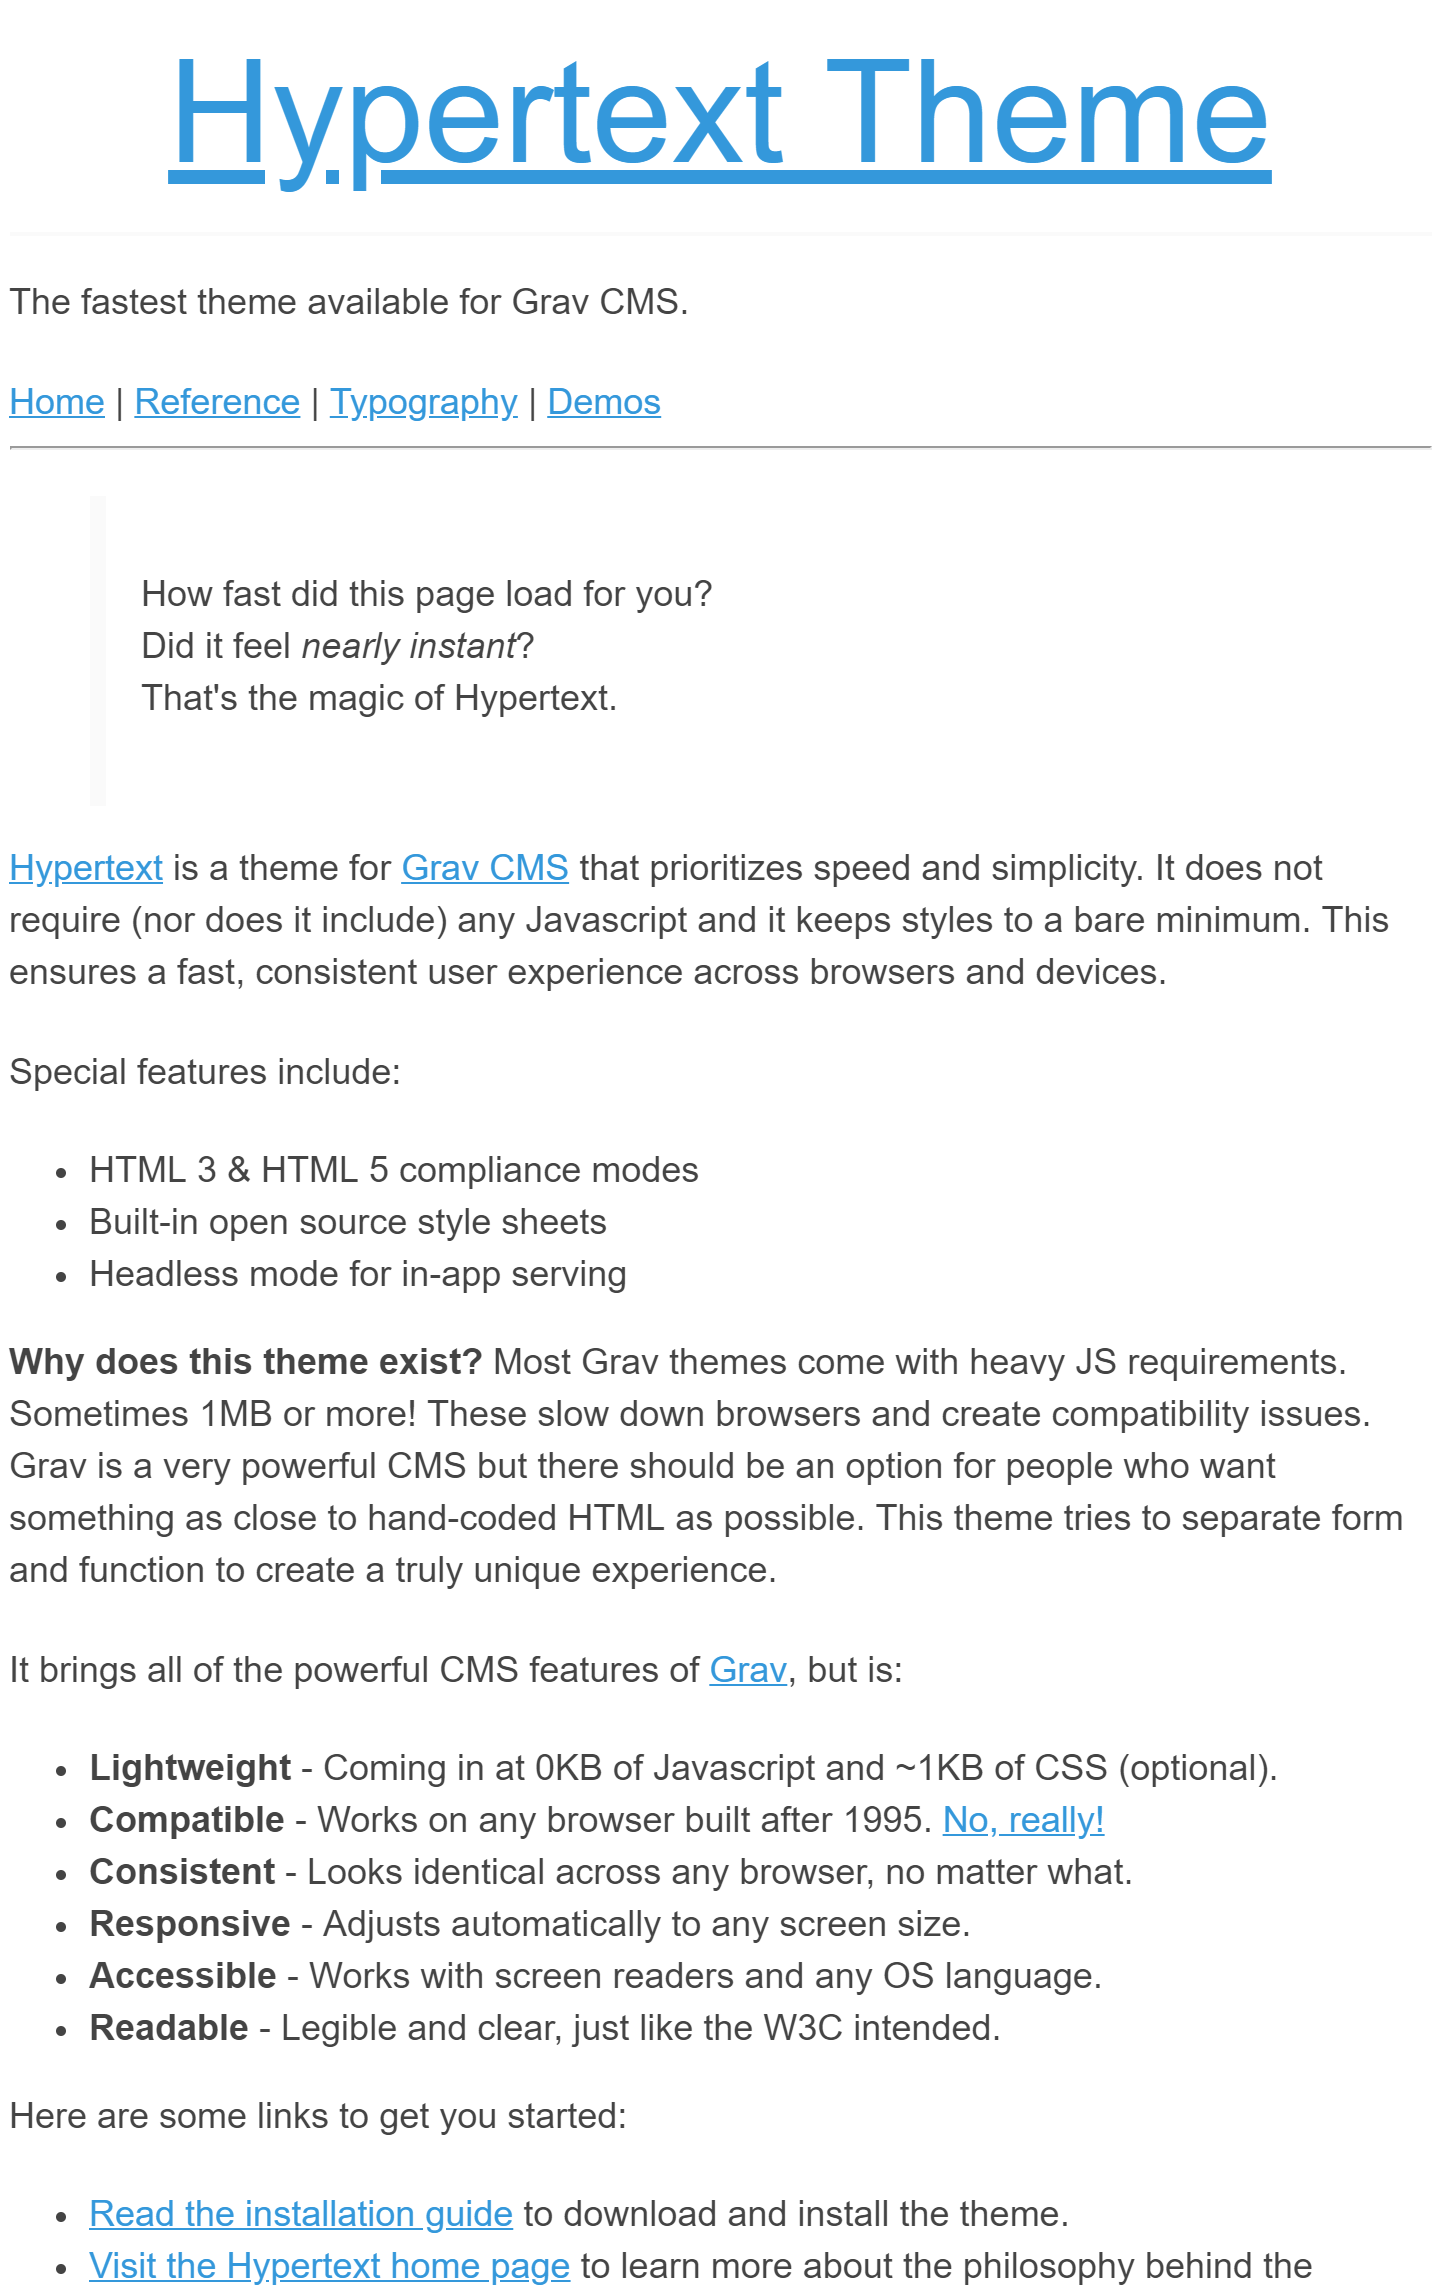 Hypertext Theme
The fastest theme available for Grav CMS.
Home | Reference | Typography | Demos
How fast did this page load for you?
Did it feel nearly instant?
That's the magic of Hypertext.
Hypertext is a theme for Grav CMS that prioritizes speed and simplicity. It does not
require (nor does it include) any Javascript and it keeps styles to a bare minimum. This
ensures a fast, consistent user experience across browsers and devices.
Special features include:
• HTML 3 & HTML 5 compliance modes
• Built-in open source style sheets
• Headless mode for in-app serving
Why does this theme exist? Most Grav themes come with heavy JS requirements.
Sometimes 1MB or more! These slow down browsers and create compatibility issues.
Grav is a very powerful CMS but there should be an option for people who want
something as close to hand-coded HTML as possible. This theme tries to separate form
and function to create a truly unique experience.
It brings all of the powerful CMS features of Grav, but is:
• Lightweight - Coming in at 0KB of Javascript and ~1KB of CSS (optional).
• Compatible - Works on any browser built after 1995. No, really!
• Consistent - Looks identical across any browser, no matter what.
• Responsive - Adjusts automatically to any screen size.
• Accessible - Works with screen readers and any OS language.
• Readable - Legible and clear, just like the W3C intended.
Here are some links to get you started:
• Read the installation guide to download and install the theme.
• Visit the Hypertext home page to learn more about the philosophy behind the